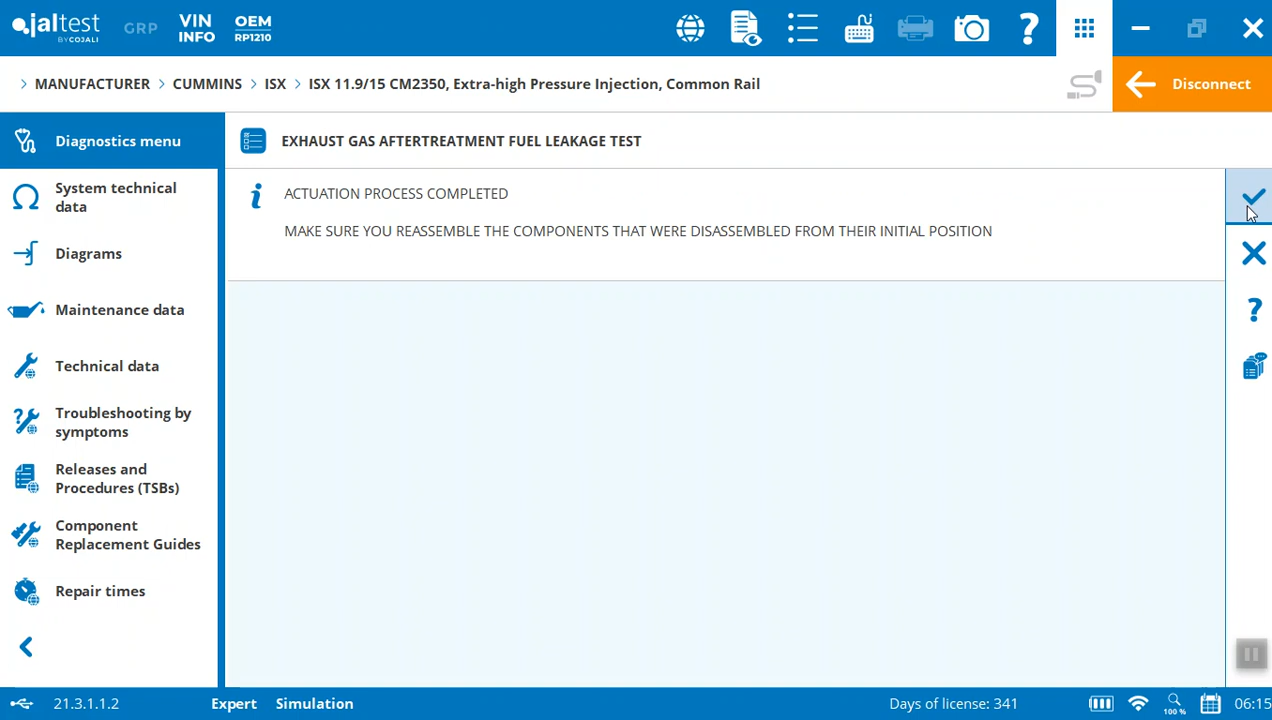 jaltest
BY COJALI
GRP
VIN
INFO
OEM
RP1210
?
> MANUFACTURER > CUMMINS > ISX > ISX 11.9/15 CM2350, Extra-high Pressure Injection, Common Rail
Disconnect
Diagnostics menu
EXHAUST GAS AFTERTREATMENT FUEL LEAKAGE TEST
System technical
data
ACTUATION PROCESS COMPLETED
MAKE SURE YOU REASSEMBLE THE COMPONENTS THAT WERE DISASSEMBLED FROM THEIR INITIAL POSITION
Diagrams
Maintenance data
?
Technical data
Troubleshooting by
symptoms
Releases and
Procedures (TSBs)
Component
Replacement Guides
Repair times
21.3.1.1.2
Expert
Simulation
Days of license: 341
100 %
06:15